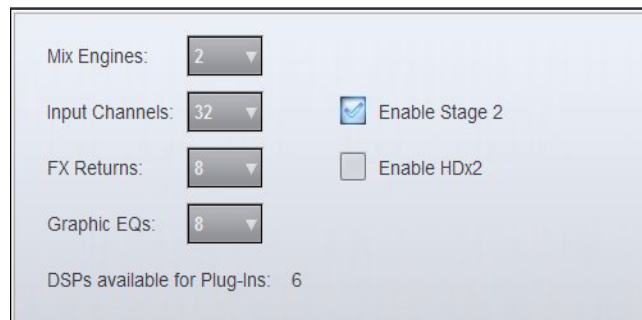 Mix Engines: 2
Input Channels: 32 Enable Stage 2
FX Returns: 8 Enable HDx2
Graphic EQs: 8
DSPs available for Plug-Ins: 6